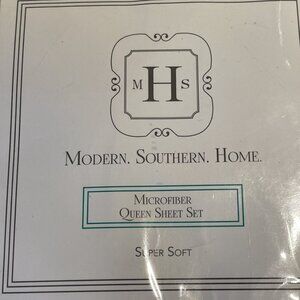 M H S
MODERN. SOUTHERN. HOME.
MICROFIBER
QUEEN SHEET SET
SUPER SOFT